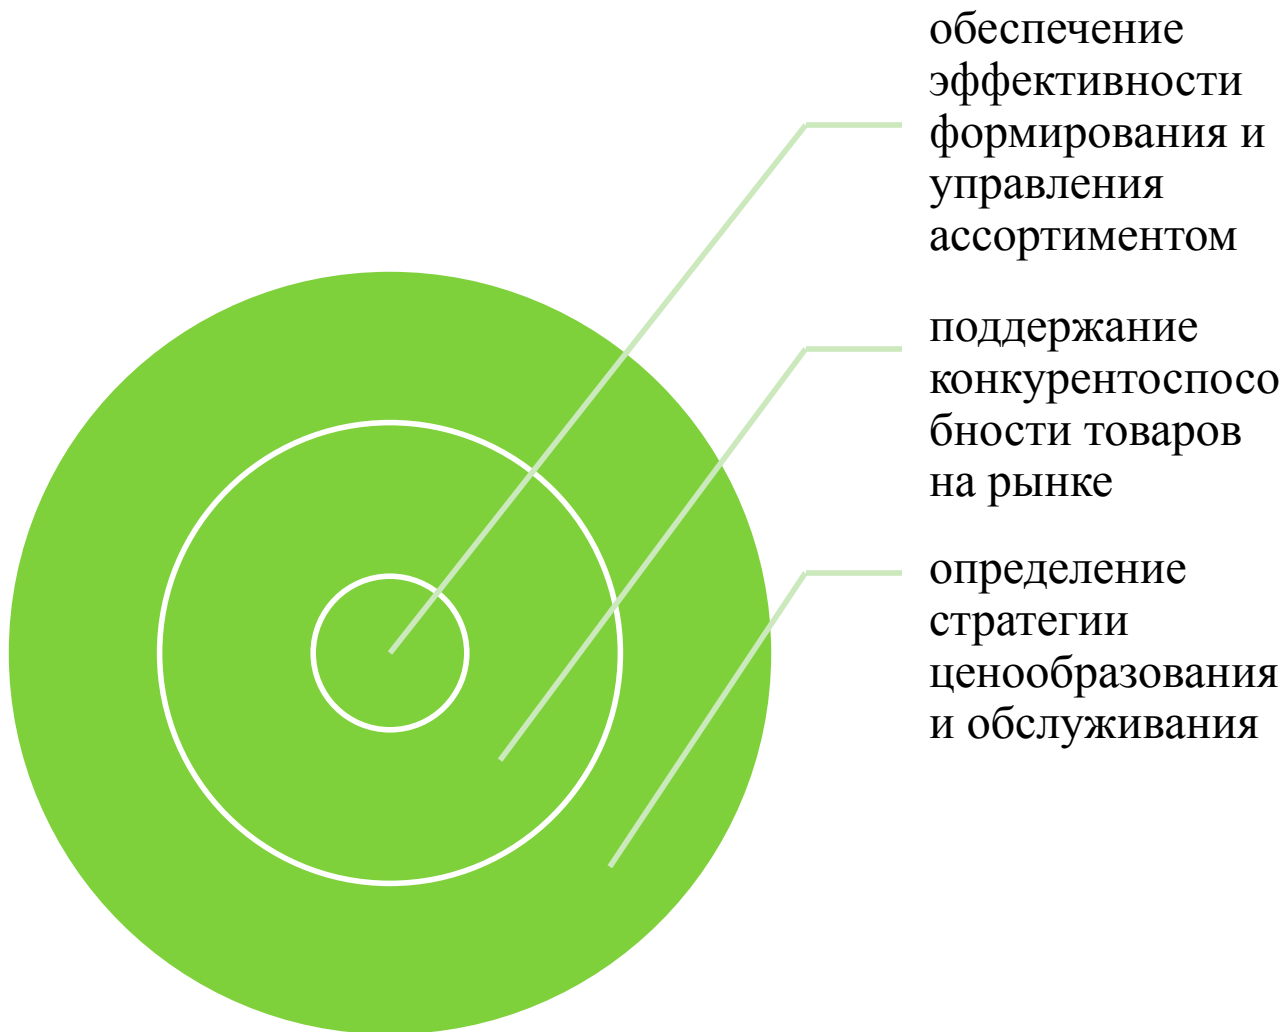 обеспечение
эффективности
формирования и
управления
ассортиментом
поддержание
конкурентоспосо
бности товаров
на рынке
определение
стратегии
ценообразования
и обслуживания